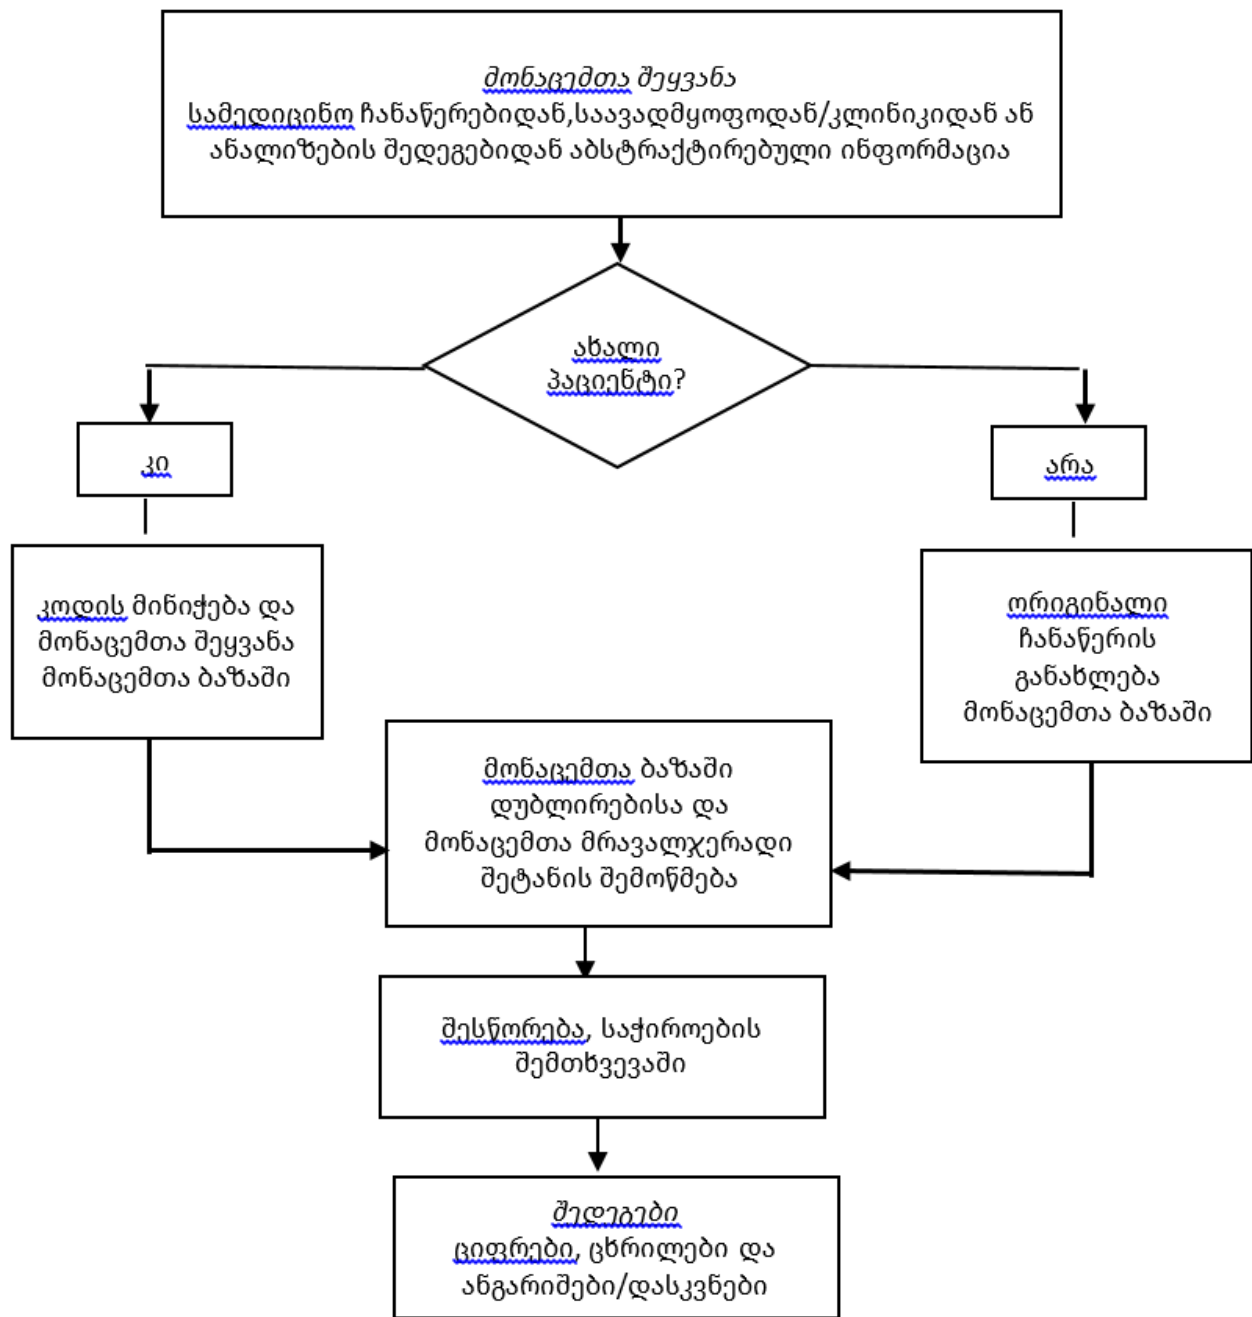 მონაცემთა შეყვანა
სამედიცინო ჩანაწერებიდან,საავადმყოფოდან/კლინიკიდან ან
ანალიზების შედეგებიდან აბსტრაქტირებული ინფორმაცია
ახალი
პაციენტი?
კი
არა
კოდის მინიჭება და
მონაცემთა შეყვანა
მონაცემთა ბაზაში
ორიგინალი
ჩანაწერის
განახლება
მონაცემთა ბაზაში
მონაცემთა ბაზაში
დუბლირებისა და
მონაცემთა მრავალჯერადი
შეტანის შემოწმება
შესწორება, საჭიროების
შემთხვევაში
შედეგები
ციფრები, ცხრილები და
ანგარიშები/დასკვნები